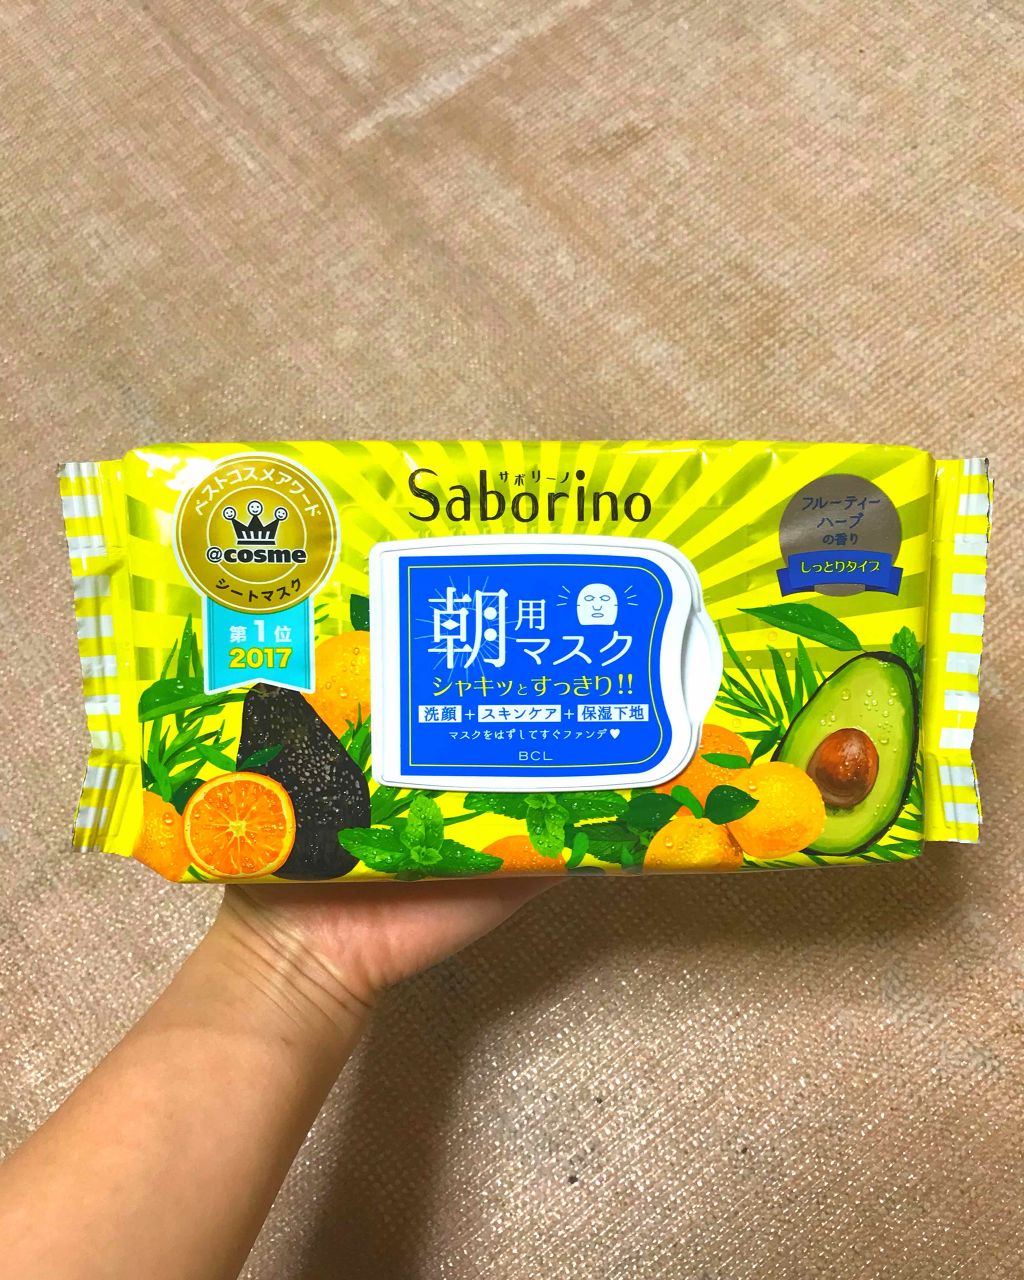 ベストコスメアワード
@cosme
シートマスク
第1位
2017
サボリーノ
Saborino
フルーティー
ハーブ
の香り
しっとりタイプ
朝用マスク
シャキッとすっきり!!
洗顔+スキンケア+保湿下地
マスクをはずしてすぐファンデ♥
BCL